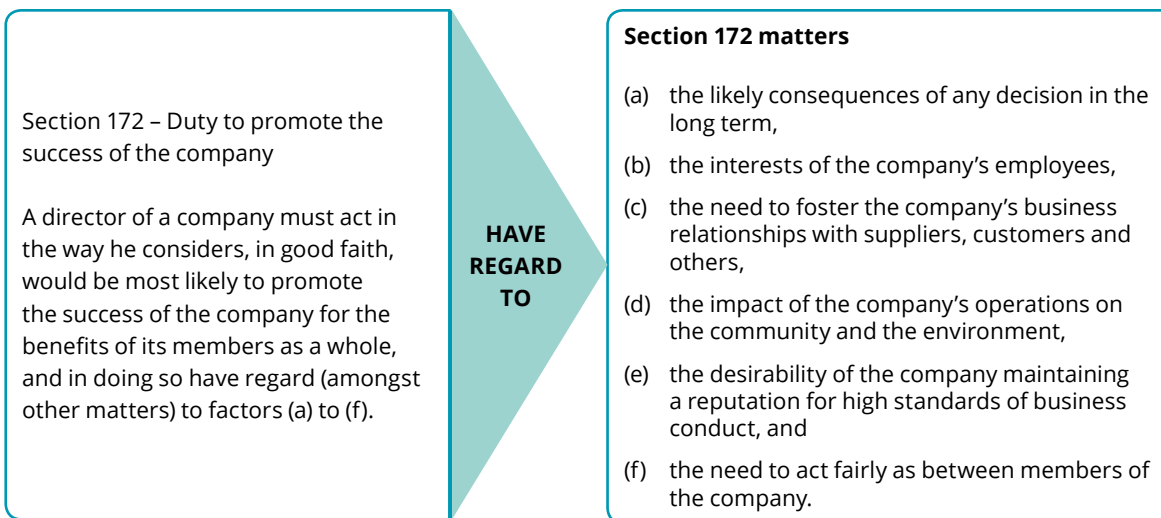 Section 172 – Duty to promote the
success of the company
A director of a company must act in
the way he considers, in good faith,
would be most likely to promote
the success of the company for the
benefits of its members as a whole,
and in doing so have regard (amongst
other matters) to factors (a) to (f).
HAVE
REGARD
TO
Section 172 matters
(a) the likely consequences of any decision in the
long term,
(b) the interests of the company’s employees,
(c) the need to foster the company’s business
relationships with suppliers, customers and
others,
(d) the impact of the company’s operations on
the community and the environment,
(e) the desirability of the company maintaining
a reputation for high standards of business
conduct, and
(f) the need to act fairly as between members of
the company.